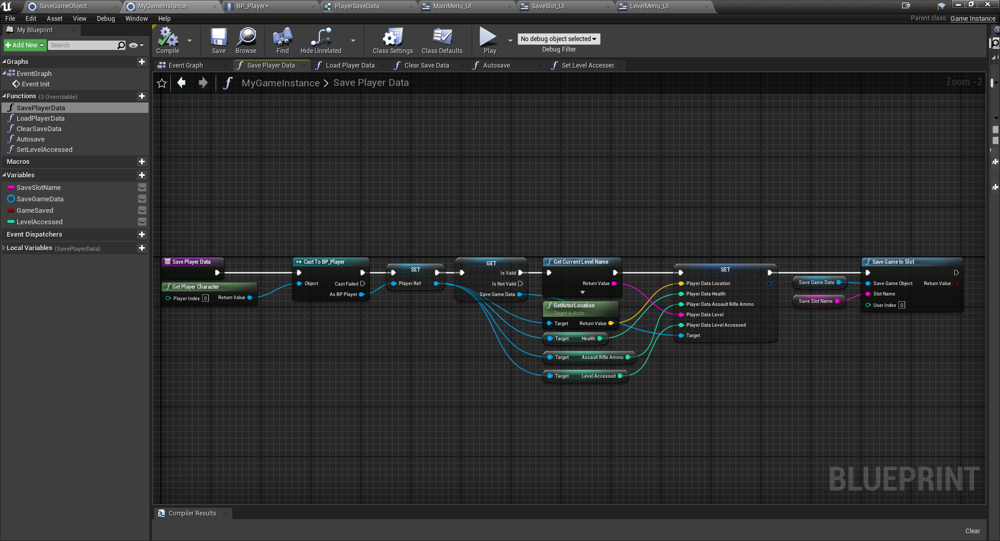 SaveGameObject
MyGameInstance
BP_Player*
PlayerSaveData
MainMenu_UI
SaveSlot_UI
LevelMenu_UI
File Edit Asset View Debug Window Help
Parent class: Game Instance
My Blueprint
Add New
Search
Compile
Save
Browse
Find
Hide Unrelated
Class Settings
Class Defaults
Play
No debug object selected
Debug Filter
Graphs
EventGraph
Event Init
Functions (3 Overridable)
SavePlayerData
LoadPlayerData
ClearSaveData
Autosave
SetLevelAccessed
Macros
Variables
SaveSlotName
SaveGameData
GameSaved
LevelAccessed
Event Dispatchers
Local Variables (SavePlayerData)
Event Graph
Save Player Data
Load Player Data
Clear Save Data
Autosave
Set Level Accessed
MyGameInstance > Save Player Data
Zoom -2
Save Player Data
Get Player Character
Player Index 0
Return Value
Cast To BP_Player
Object
Cast Failed
As BP Player
SET
Player Ref
GET
Is Valid
Is Not Valid
Save Game Data
Get Current Level Name
Return Value
GetActorLocation
Target is Actor
Target Return Value
Target Health
Target Assault Rifle Ammo
Target Level Accessed
SET
Player Data Location
Player Data Health
Player Data Assault Rifle Ammo
Player Data Level
Player Data Level Accessed
Target
Save Game Data
Save Slot Name
Save Game to Slot
Save Game Object Return Value
Slot Name
User Index 0
BLUEPRINT
Compiler Results
Clear